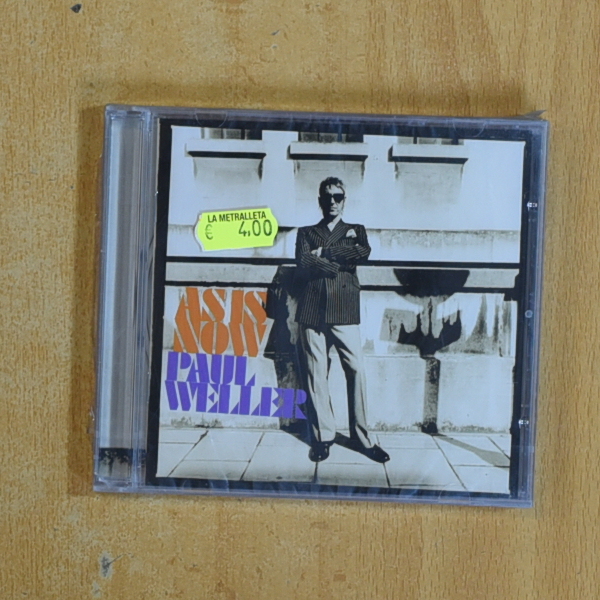 LA METRALLETA
€ 4,00
AS IS
NOW
PAUL
WELLER